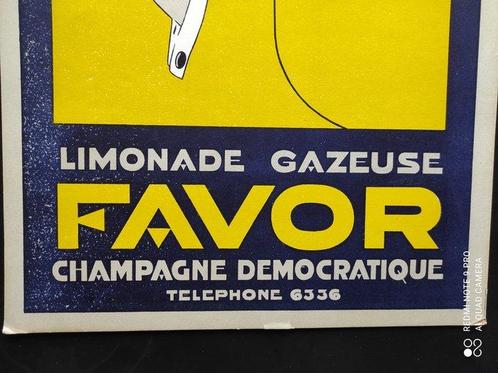 LIMONADE GAZEUSE
FAVOR
CHAMPAGNE DEMOCRATIQUE
TELEPHONE 6336
REDMI NOTE 9 PRO
AI QUAD CAMERA